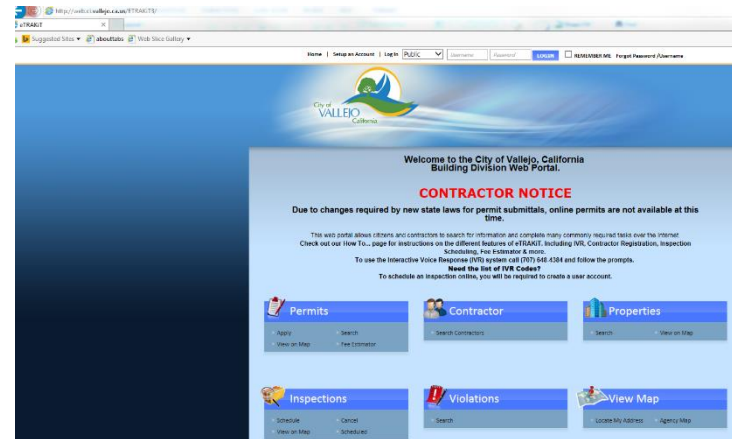 eTRAKiT X
Suggested Sites abouttabs Web Slice Gallery
Home | Setup an Account | Log In Public Username Password LOGIN REMEMBER ME Forgot Password /Username
City of
VALLEJO
California
Welcome to the City of Vallejo, California
Building Division Web Portal.
CONTRACTOR NOTICE
Due to changes required by new state laws for permit submittals, online permits are not available at this
time.
This web portal allows citizens and contractors to search for information and complete many commonly required tasks over the Internet
Check out our How To... page for instructions on the different features of eTRAKiT. Including IVR, Contractor Registration, Inspection
Scheduling, Fee Estimator & more.
To use the Interactive Voice Response (IVR) system call (707) 648-4384 and follow the prompts.
Need the list of IVR Codes?
To schedule an inspection online, you will be required to create a user account.
Permits Contractor Properties
Apply Search Search Contractors Search View on Map
View on Map Fee Estimator
Inspections Violations View Map
Schedule Cancel Search Locate My Address Agency Map
View on Map Scheduled